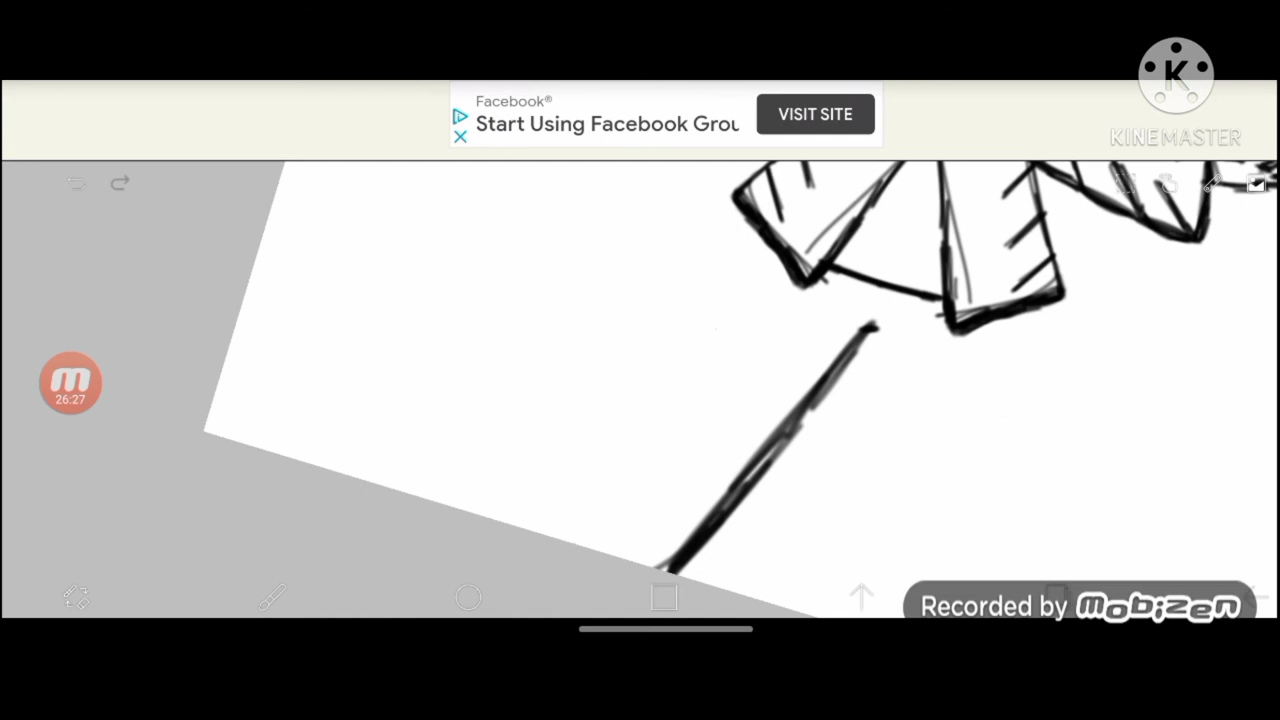 Facebook®
Start Using Facebook Grou
VISIT SITE
K
KINEMASTER
m
26:27
Recorded by mobizen